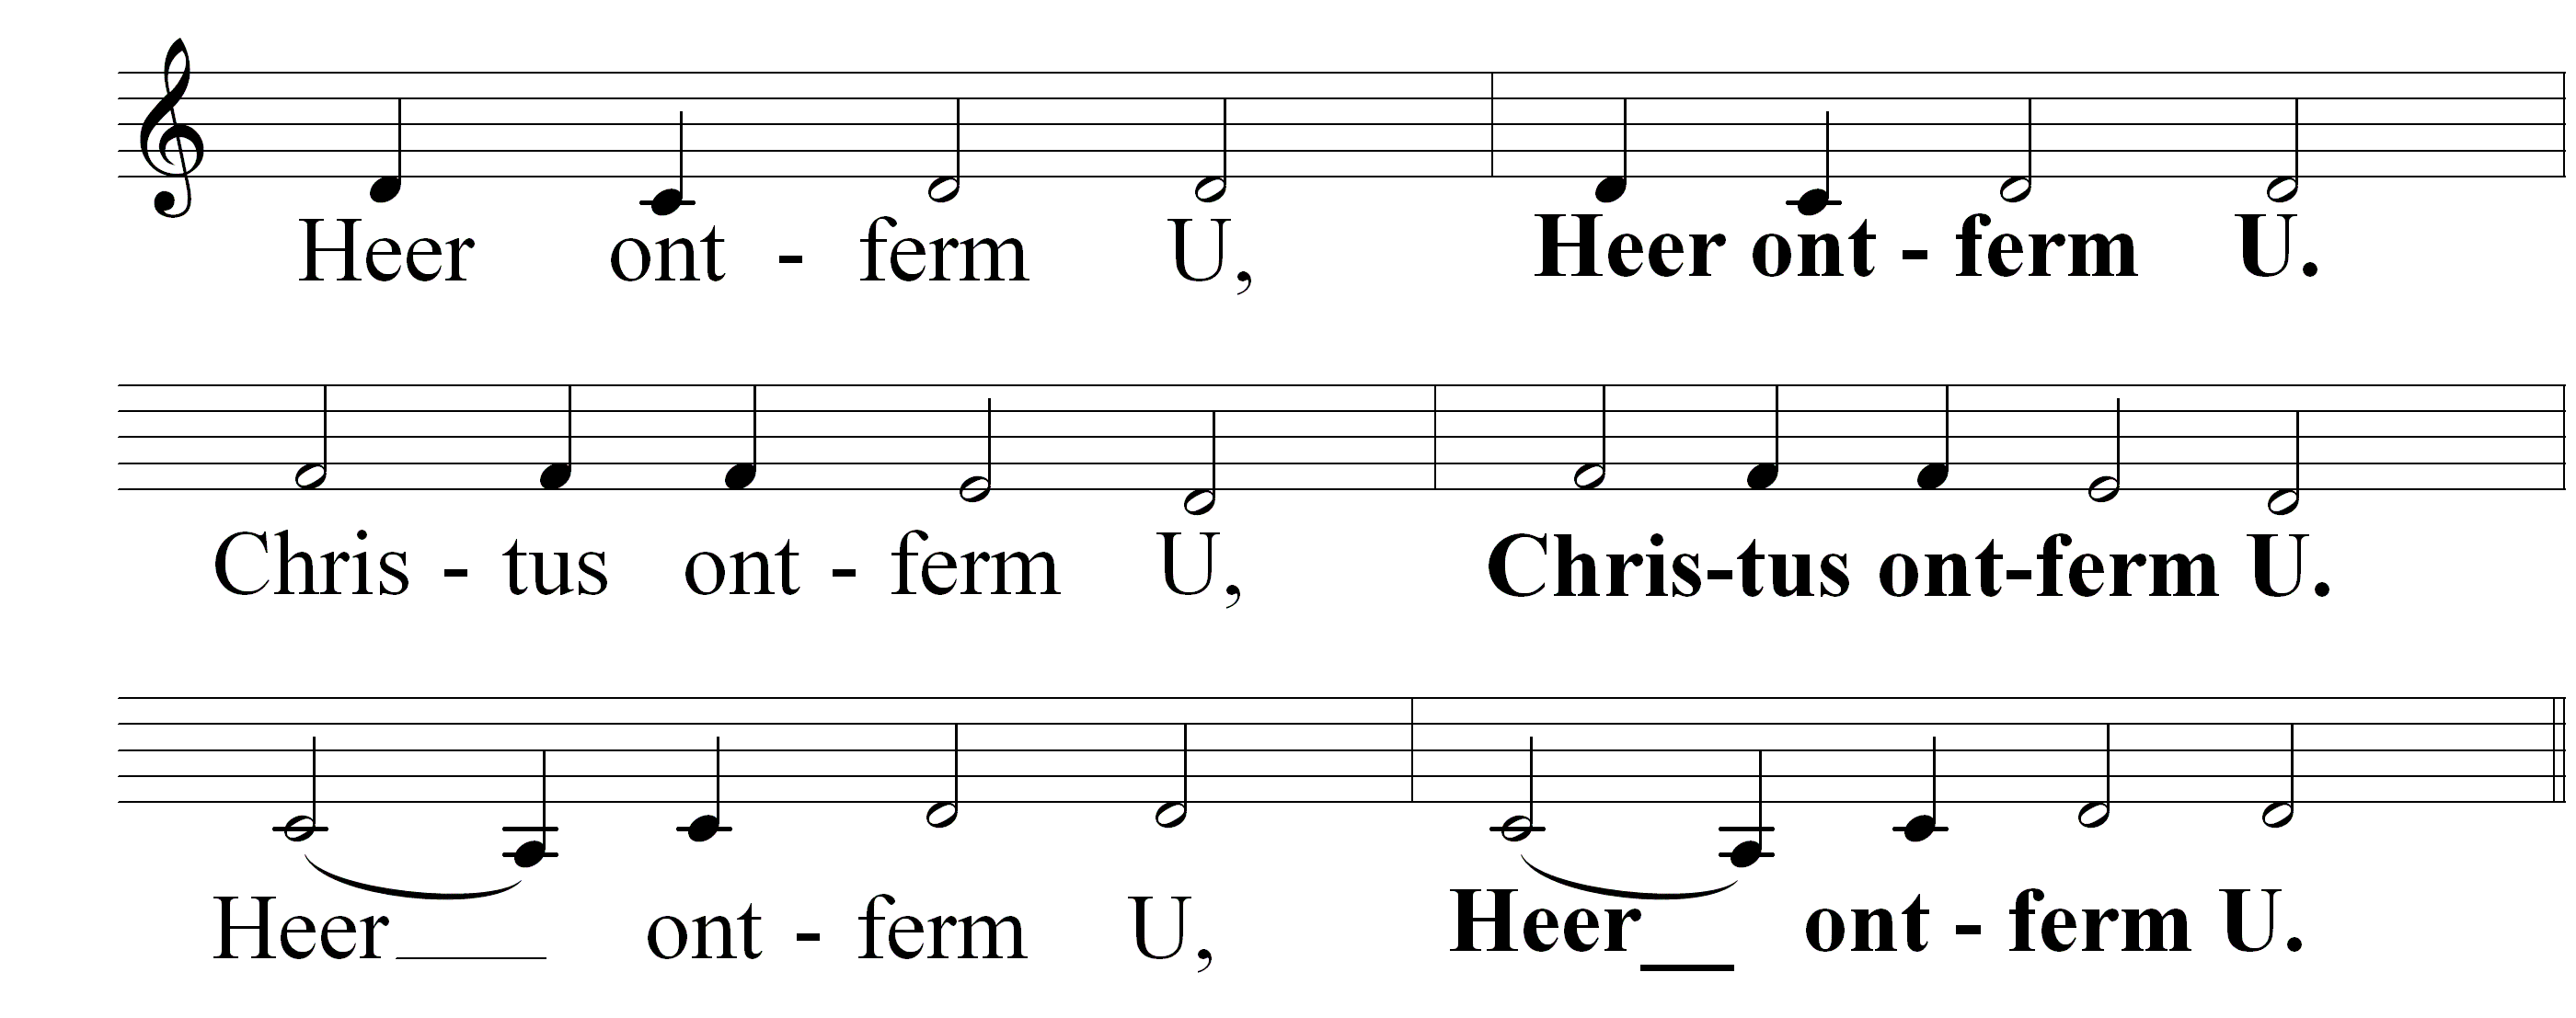 Heer ont - ferm U, Heer ont - ferm U.
Chris - tus ont - ferm U, Chris-tus ont-ferm U.
Heer____ ont - ferm U, Heer__ ont - ferm U.